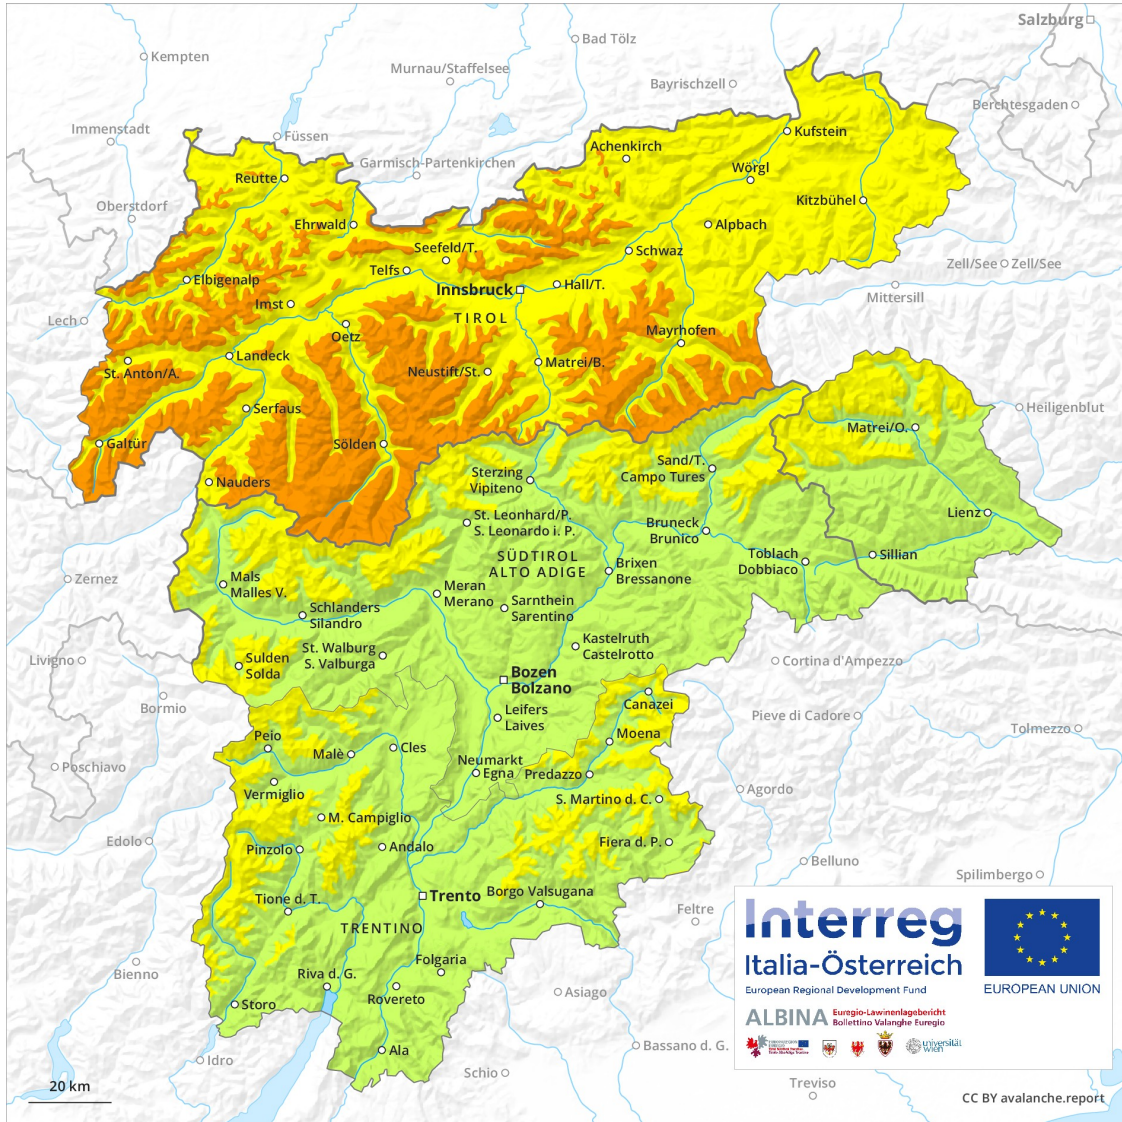 Salzburg
Bad Tölz
Kempten
Murnau/Staffelsee
Bayrischzell
Berchtesgaden
Immenstadt
Füssen
Kufstein
Achenkirch
Garmisch-Partenkirchen
Wörgl
Reutte
Oberstdorf
Kitzbühel
Ehrwald
Alpbach
Seefeld/T.
Schwaz
Zell/See
Zell/See
Telfs
Elbigenalp
Hall/T.
Innsbruck
Mittersill
Imst
Lech
TIROL
Oetz
Mayrhofen
Landeck
Matrei/B.
St. Anton/A.
Neustift/St.
Serfaus
Heiligenblut
Matrei/O.
Galtür
Sölden
Sand/T.
Campo Tures
Sterzing
Vipiteno
Nauders
St. Leonhard/P.
S. Leonardo i. P.
Lienz
Bruneck
Brunico
SÜDTIROL
ALTO ADIGE
Toblach
Dobbiaco
Sillian
Brixen
Bressanone
Zernez
Mals
Malles V.
Meran
Merano
Sarnthein
Sarentino
Schlanders
Silandro
Kastelruth
Castelrotto
St. Walburg
S. Valburga
Livigno
Sulden
Solda
Cortina d'Ampezzo
Bozen
Bolzano
Bormio
Canazei
Leifers
Laives
Pieve di Cadore
Tolmezzo
Peio
Moena
Malè
Cles
Poschiavo
Neumarkt
Egna
Predazzo
Vermiglio
Agordo
S. Martino d. C.
M. Campiglio
Edolo
Pinzolo
Andalo
Fiera d. P.
Belluno
Spilimbergo
Trento
Borgo Valsugana
Tione d. T.
Feltre
TRENTINO
Folgaria
Bienno
Riva d. G.
Rovereto
Asiago
Storo
Bassano d. G.
Ala
Idro
Schio
Treviso
20 km
Interreg
Italia-Österreich
European Regional Development Fund
EUROPEAN UNION
ALBINA
Euregio-Lawinenlagebericht
Bollettino Valanghe Euregio
universität
wien
CC BY avalanche.report